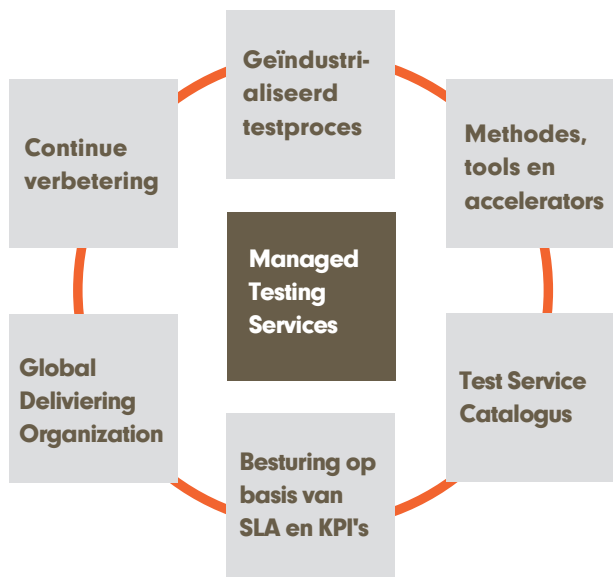 Geïndustri-
aliseerd
testproces
Continue
verbetering
Methodes,
tools en
accelerators
Managed
Testing
Services
Global
Deliviering
Organization
Test Service
Catalogus
Besturing op
basis van
SLA en KPI's